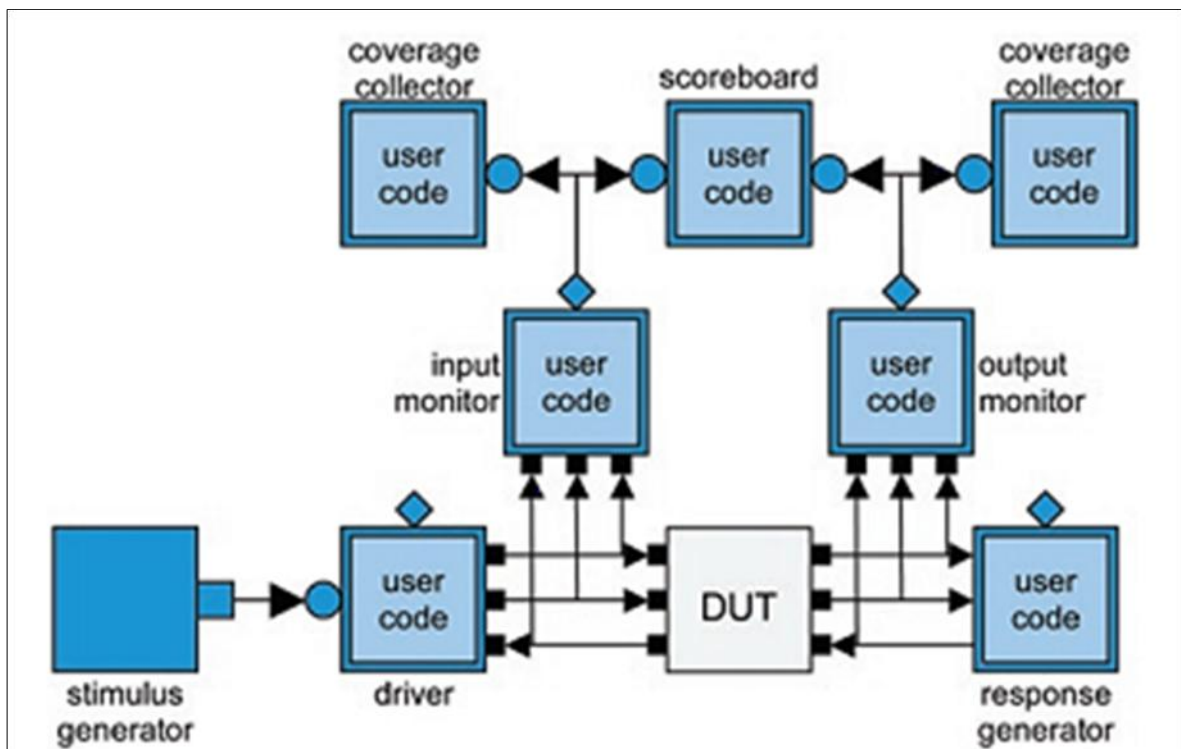 coverage
collector
scoreboard
coverage
collector
user
code
user
code
user
code
input
monitor
user
code
user
code
output
monitor
stimulus
generator
user
code
driver
DUT
user
code
response
generator